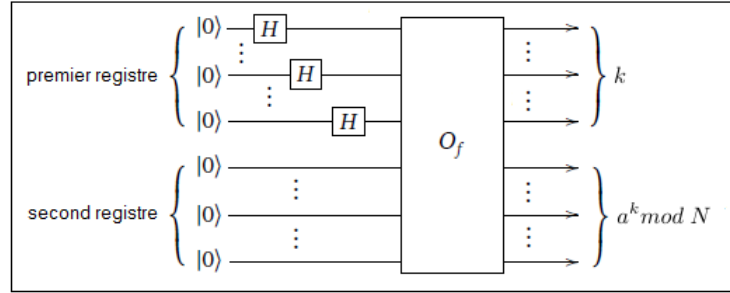 |0⟩ H
⋮
premier registre |0⟩ H ⋮ k
⋮
|0⟩ H
O_f
|0⟩
⋮
second registre |0⟩ ⋮ a^k mod N
⋮
|0⟩